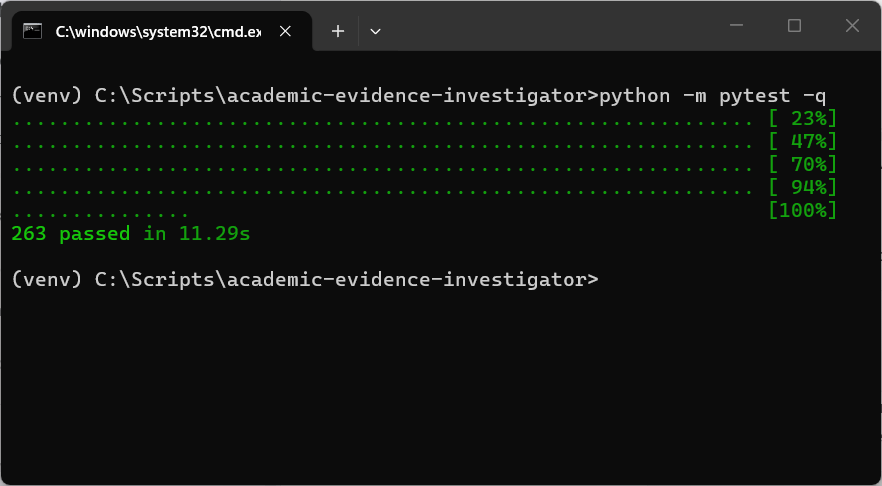 C:\windows\system32\cmd.ex
(venv) C:\Scripts\academic-evidence-investigator>python -m pytest -q
............................................................... [ 23%]
............................................................... [ 47%]
............................................................... [ 70%]
............................................................... [ 94%]
............... [100%]
263 passed in 11.29s
(venv) C:\Scripts\academic-evidence-investigator>